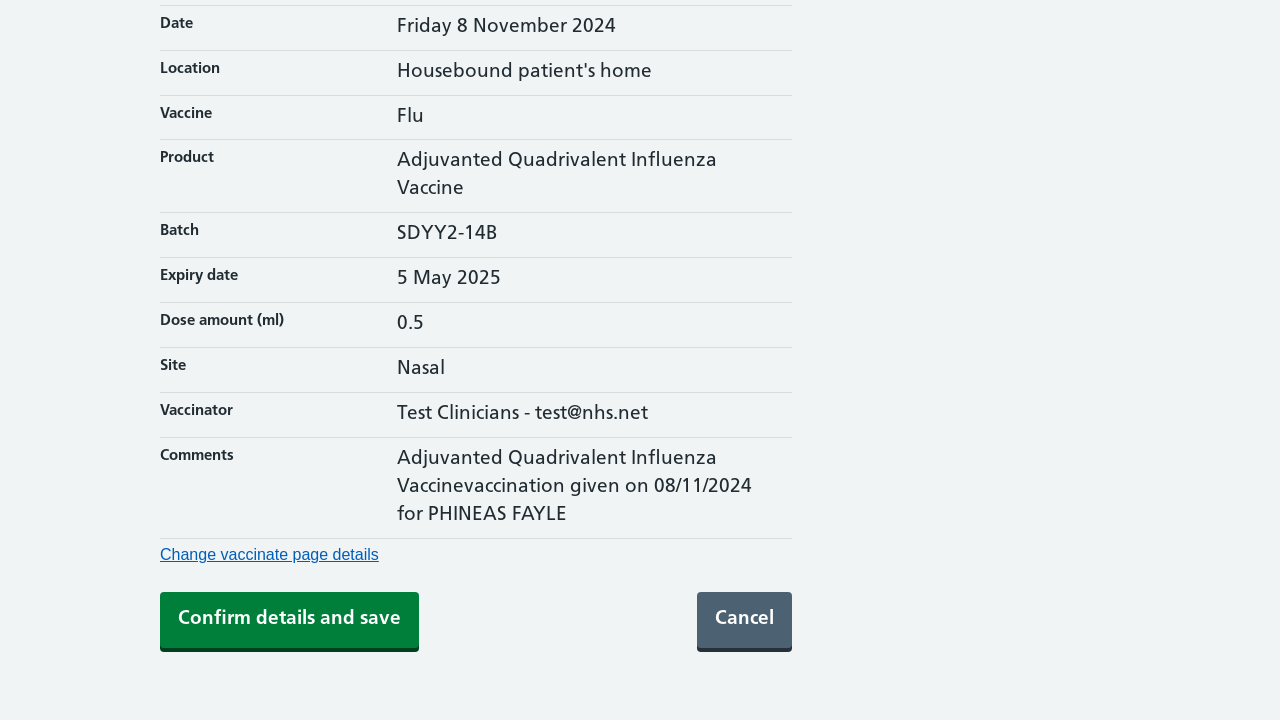 Date Friday 8 November 2024
Location Housebound patient's home
Vaccine Flu
Product Adjuvanted Quadrivalent Influenza
Vaccine
Batch SDYY2-14B
Expiry date 5 May 2025
Dose amount (ml) 0.5
Site Nasal
Vaccinator Test Clinicians - test@nhs.net
Comments Adjuvanted Quadrivalent Influenza
Vaccinevaccination given on 08/11/2024
for PHINEAS FAYLE
Change vaccinate page details
Confirm details and save Cancel